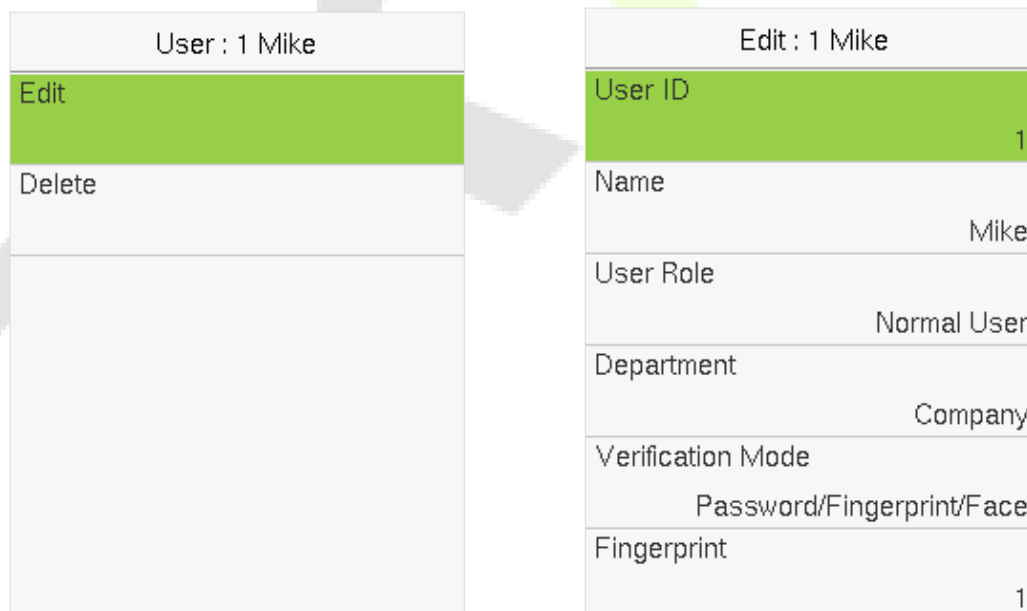 User : 1 Mike
Edit
Delete
Edit : 1 Mike
User ID
1
Name
Mike
User Role
Normal User
Department
Company
Verification Mode
Password/Fingerprint/Face
Fingerprint
1